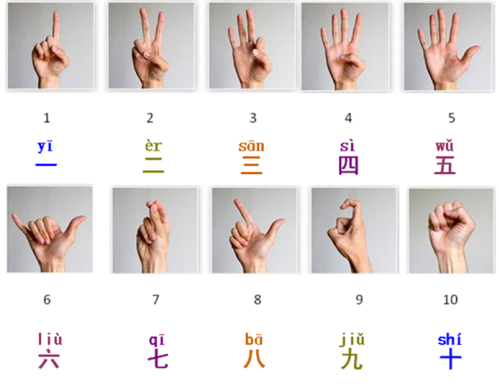 1 2 3 4 5
yī èr sān sì wǔ
一 二 三 四 五
6 7 8 9 10
liù qī bā jiǔ shí
六 七 八 九 十